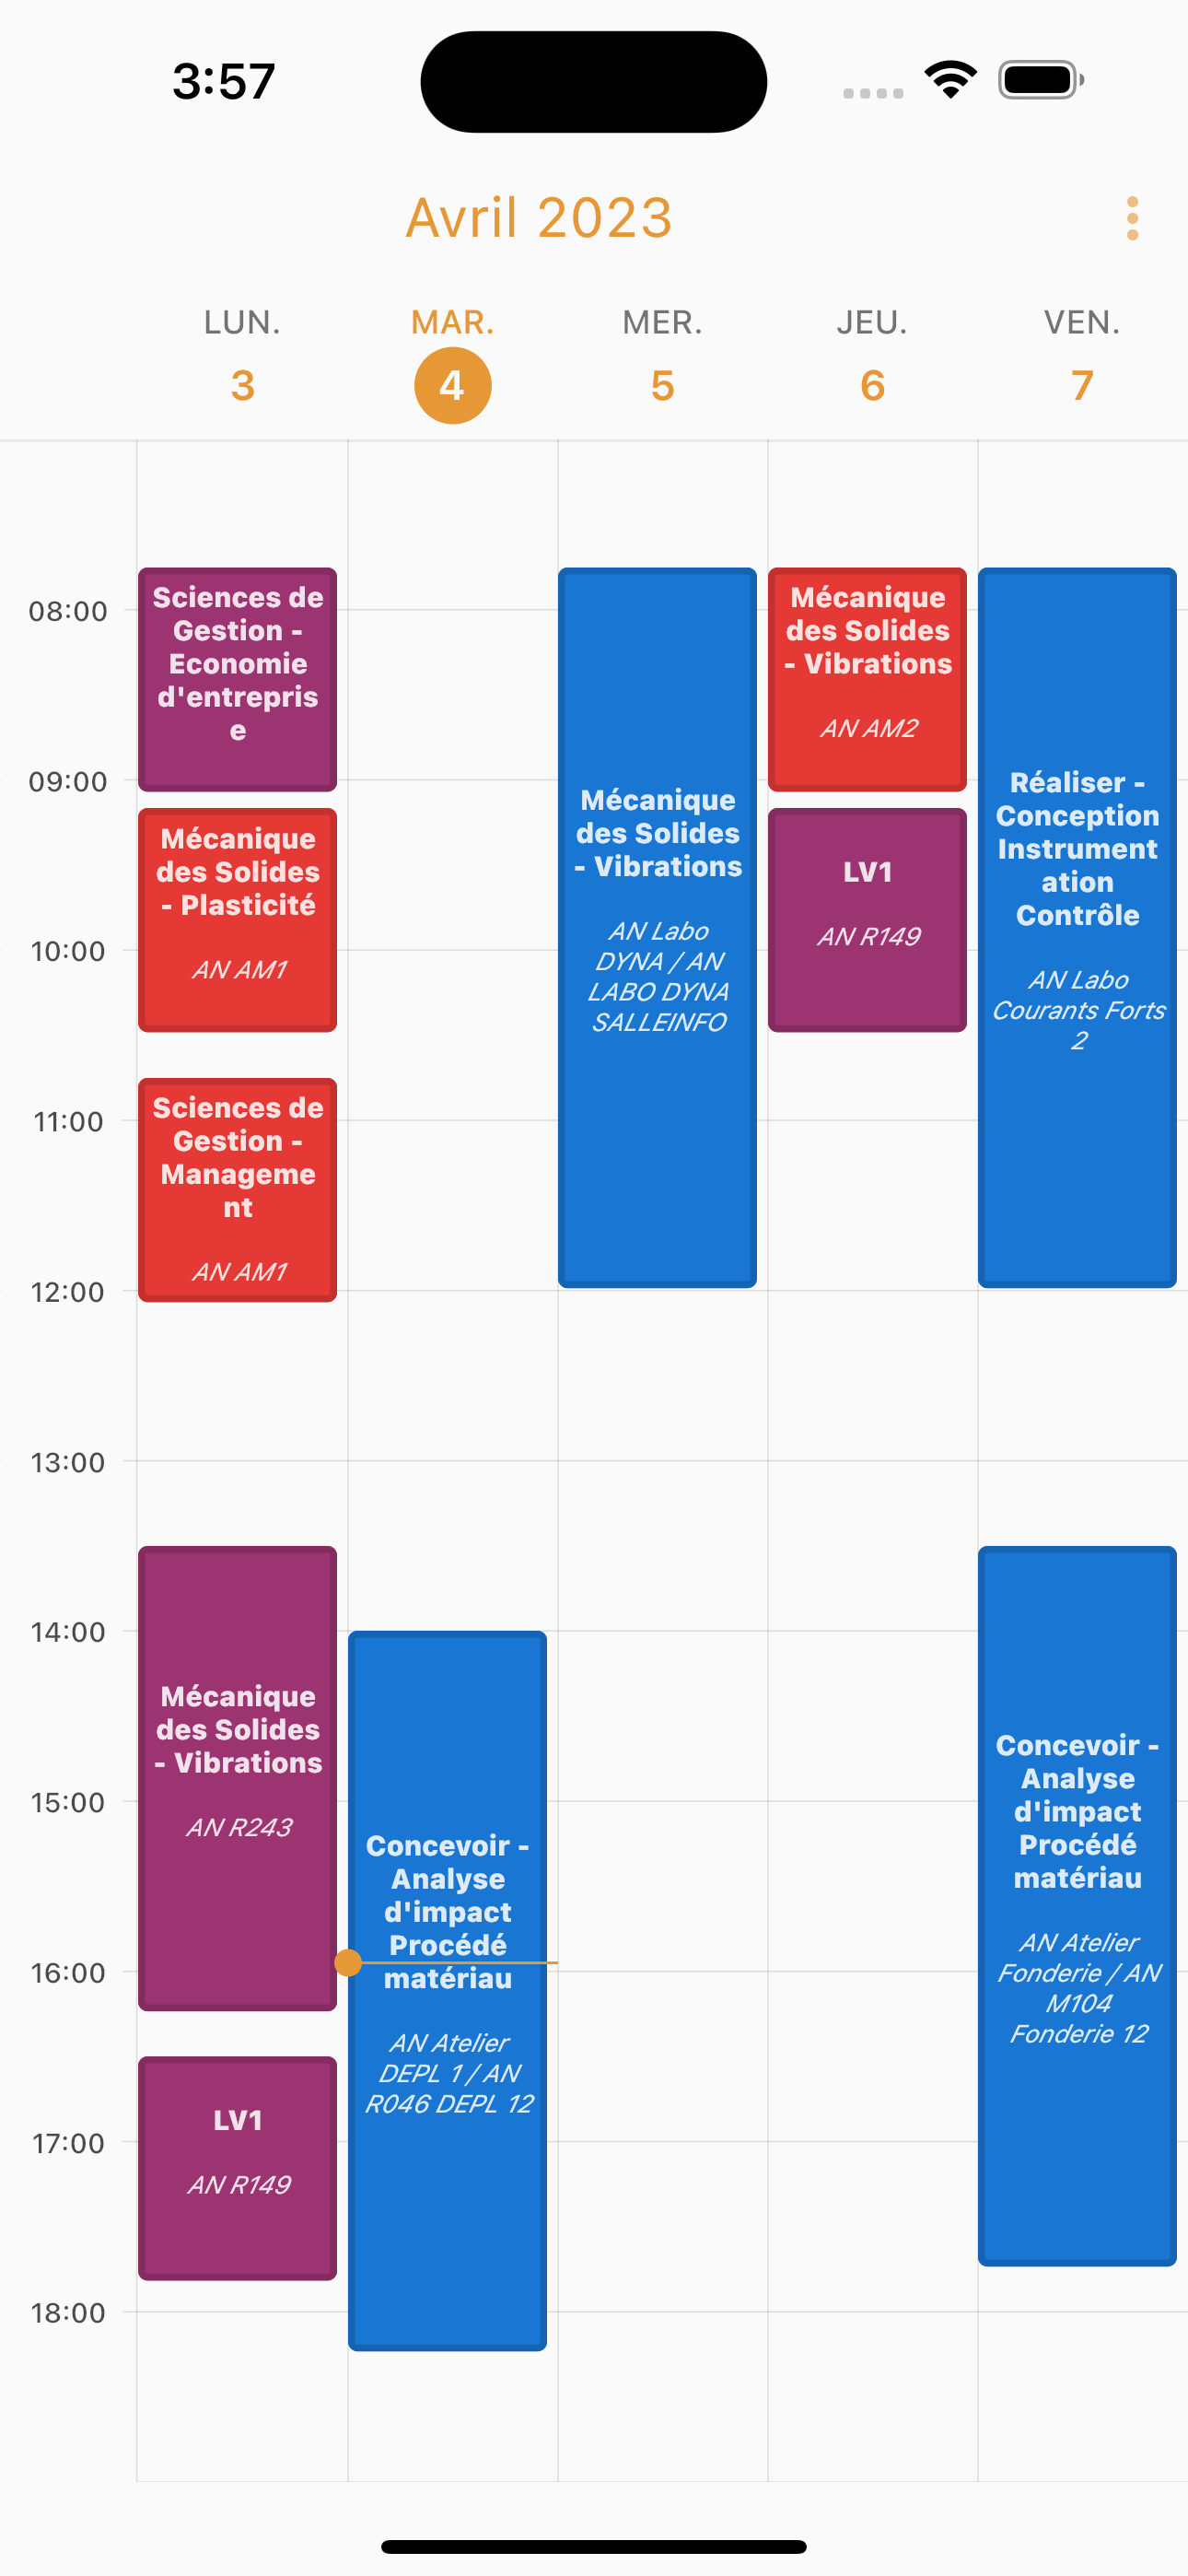 3:57
Avril 2023
LUN.
MAR.
MER.
JEU.
VEN.
3
4
5
6
7
08:00
09:00
10:00
11:00
12:00
13:00
14:00
15:00
16:00
17:00
18:00
Sciences de
Gestion -
Economie
d'entrepris
e
Mécanique
des Solides
- Plasticité
AN AM1
Sciences de
Gestion -
Manageme
nt
AN AM1
Mécanique
des Solides
- Vibrations
AN R243
LV1
AN R149
Concevoir -
Analyse
d'impact
Procédé
matériau
AN Atelier
DEPL 1 / AN
R046 DEPL 12
Mécanique
des Solides
- Vibrations
AN Labo
DYNA / AN
LABO DYNA
SALLEINFO
Mécanique
des Solides
- Vibrations
AN AM2
LV1
AN R149
Réaliser -
Conception
Instrument
ation
Contrôle
AN Labo
Courants Forts
2
Concevoir -
Analyse
d'impact
Procédé
matériau
AN Atelier
Fonderie / AN
M104
Fonderie 12